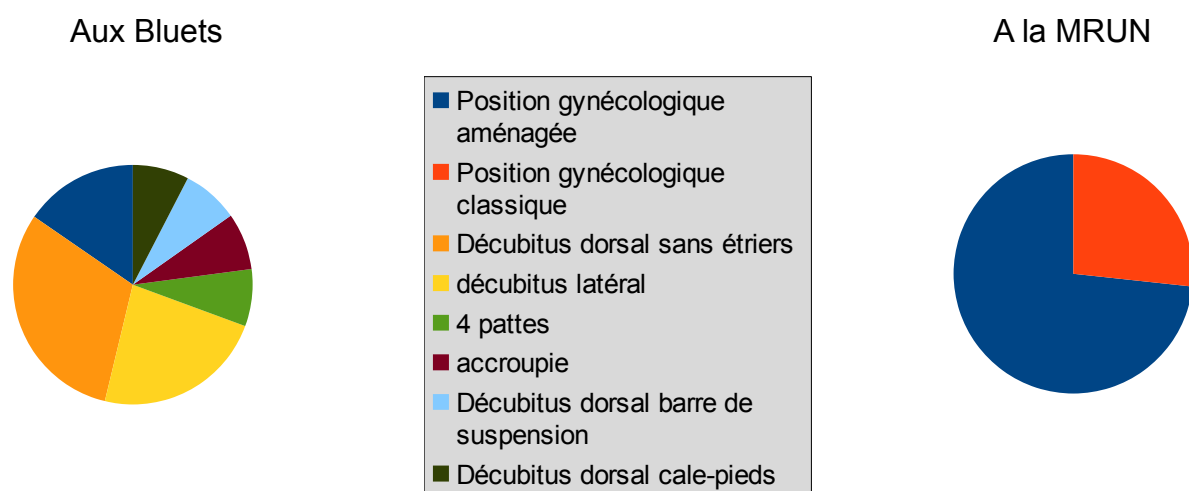 Aux Bluets
A la MRUN
Position gynécologique
aménagée
Position gynécologique
classique
Décubitus dorsal sans étriers
décubitus latéral
4 pattes
accroupie
Décubitus dorsal barre de
suspension
Décubitus dorsal cale-pieds